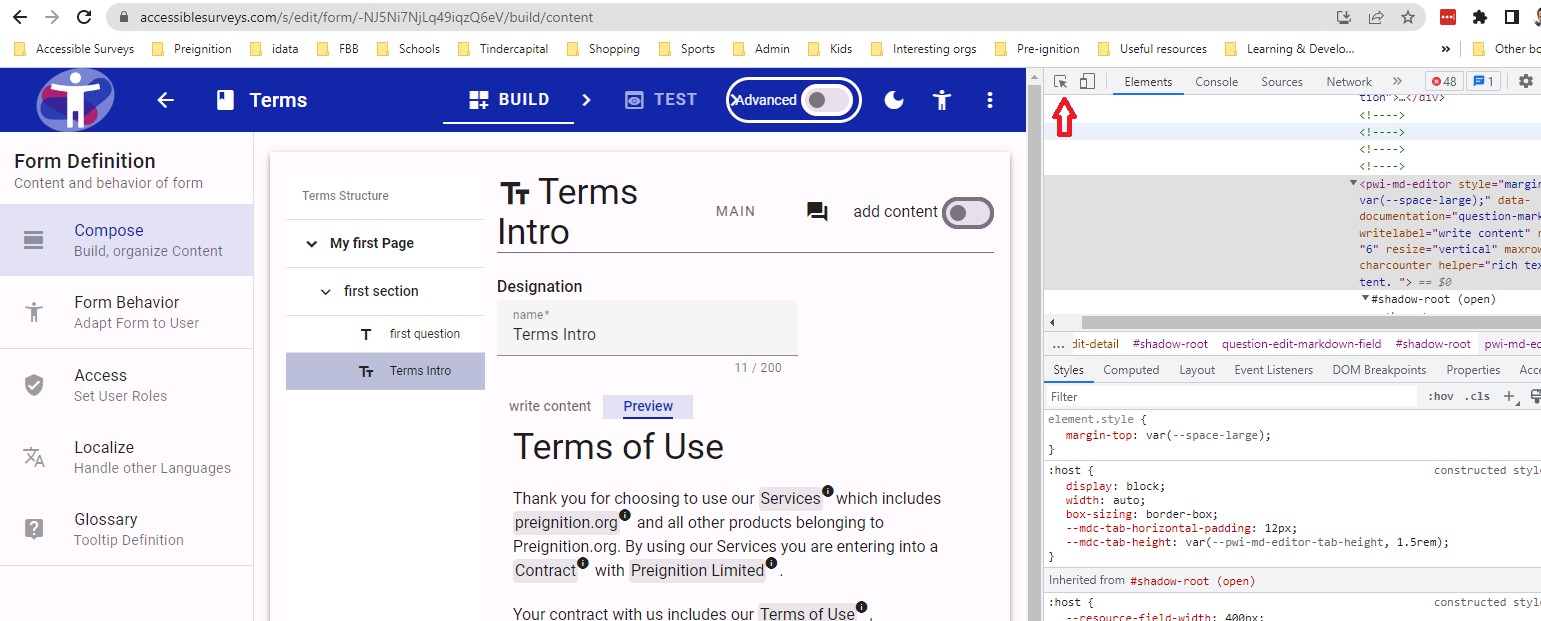 accessiblesurveys.com/s/edit/form/-NJ5Ni7NjLq49iqzQ6eV/build/content
Accessible Surveys Preignition idata FBB Schools Tindercapital Shopping Sports Admin Kids Interesting orgs Pre-ignition Useful resources Learning & Develo... » Other bo
Terms BUILD TEST Advanced
Form Definition
Content and behavior of form
Compose
Build, organize Content
Form Behavior
Adapt Form to User
Access
Set User Roles
Localize
Handle other Languages
Glossary
Tooltip Definition
Terms Structure
My first Page
first section
first question
Terms Intro
Terms
Intro
MAIN
add content
Designation
name*
Terms Intro
11 / 200
write content Preview
Terms of Use
Thank you for choosing to use our Services which includes
preignition.org and all other products belonging to
Preignition.org. By using our Services you are entering into a
Contract with Preignition Limited .
Your contract with us includes our Terms of Use ,
Elements Console Sources Network » 48 1
tion">…</div>
<!---->
<!---->
<!---->
<!---->
<pwi-md-editor style="margin
var(--space-large);" data-
documentation="question-mark
writelabel="write content" r
"6" resize="vertical" maxrow
charcounter helper="rich tex
tent. "> == $0
#shadow-root (open)
... dit-detail #shadow-root question-edit-markdown-field #shadow-root pwi-md-ed
Styles Computed Layout Event Listeners DOM Breakpoints Properties Acce
Filter :hov .cls +
element.style {
margin-top: var(--space-large);
}
:host { constructed style
display: block;
width: auto;
box-sizing: border-box;
--mdc-tab-horizontal-padding: 12px;
--mdc-tab-height: var(--pwi-md-editor-tab-height, 1.5rem);
}
Inherited from #shadow-root (open)
:host { constructed style
--resource-field-width: 400px;